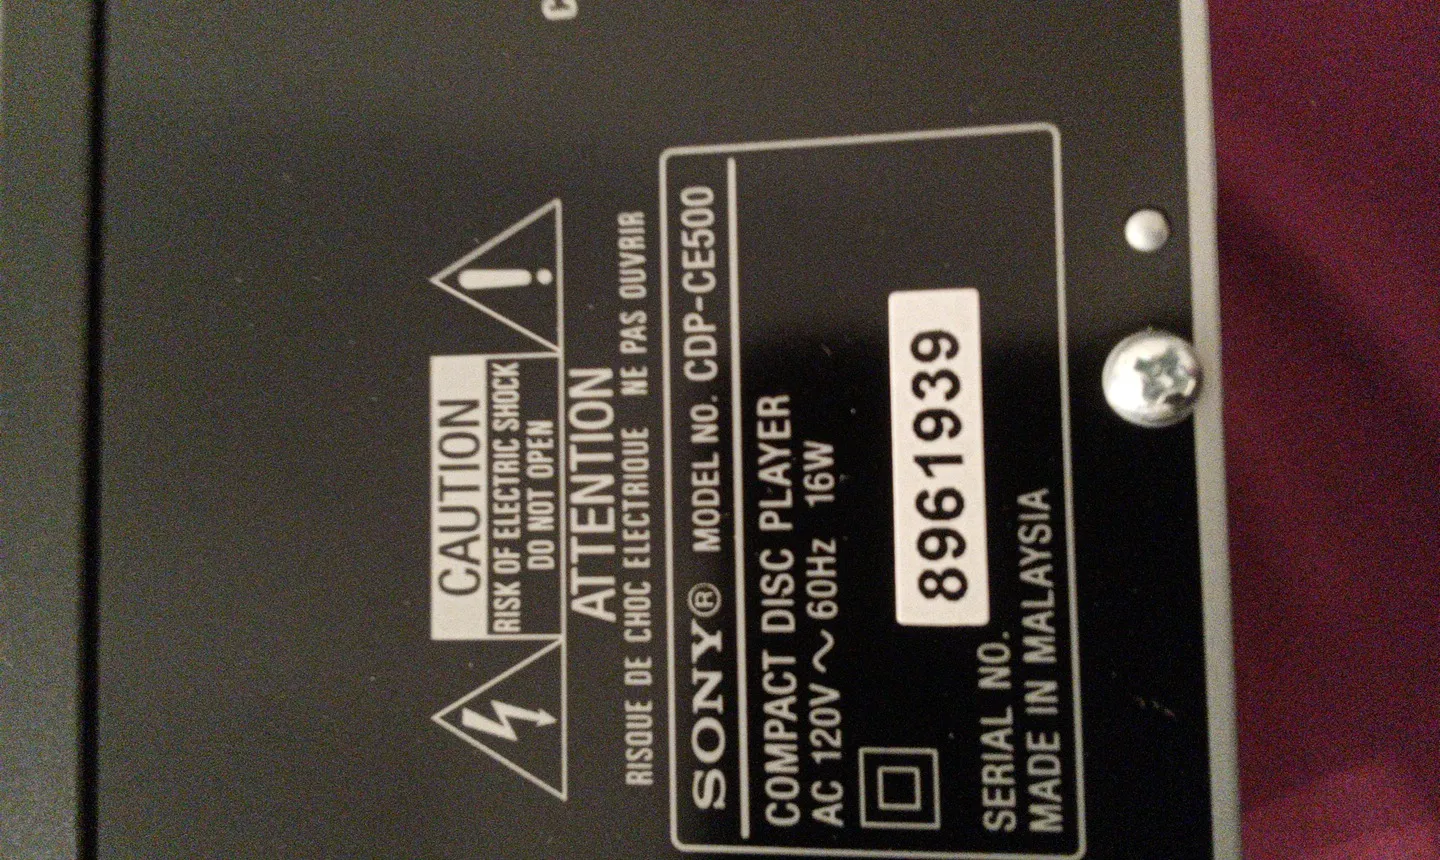 CAUTION
RISK OF ELECTRIC SHOCK
DO NOT OPEN
ATTENTION
RISQUE DE CHOC ELECTRIQUE NE PAS OUVRIR
SONY® MODEL NO. CDP-CE500
COMPACT DISC PLAYER
AC 120V ~ 60Hz 16W
8961939
SERIAL NO.
MADE IN MALAYSIA